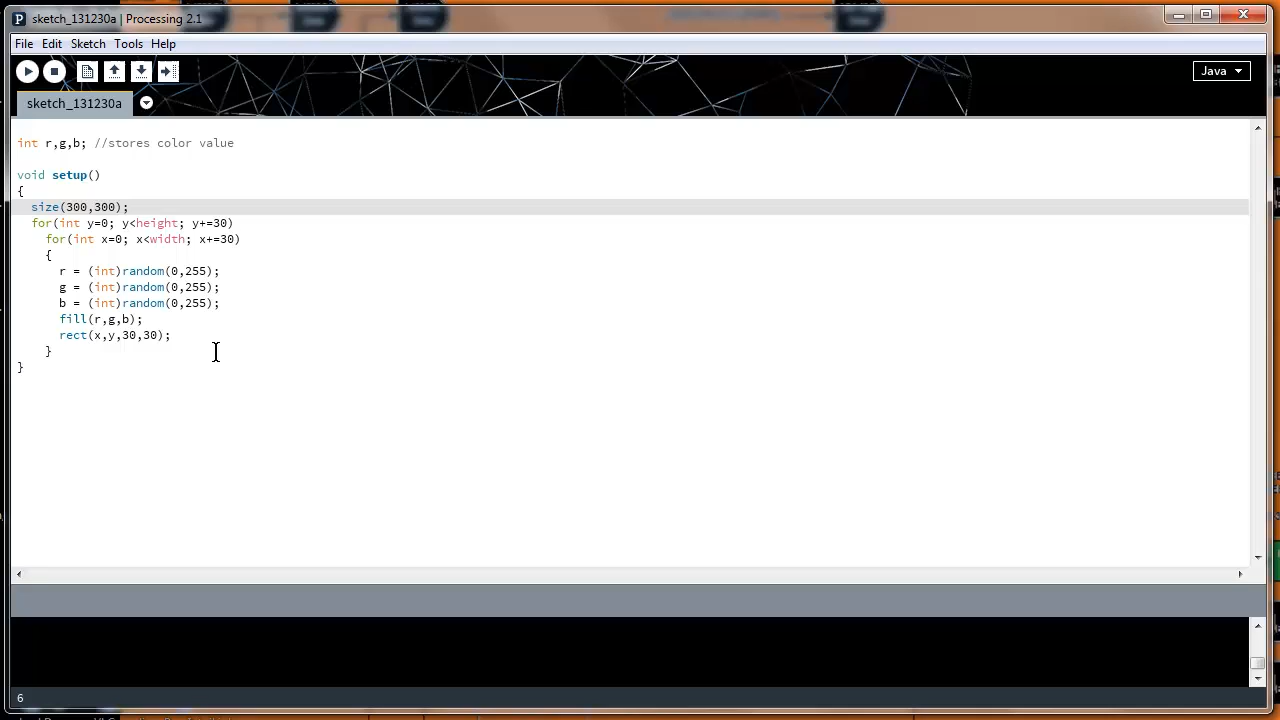 sketch_131230a | Processing 2.1
File Edit Sketch Tools Help
Java
sketch_131230a
int r,g,b; //stores color value
void setup()
{
  size(300,300);
  for(int y=0; y<height; y+=30)
    for(int x=0; x<width; x+=30)
    {
      r = (int)random(0,255);
      g = (int)random(0,255);
      b = (int)random(0,255);
      fill(r,g,b);
      rect(x,y,30,30);
    }
}
6